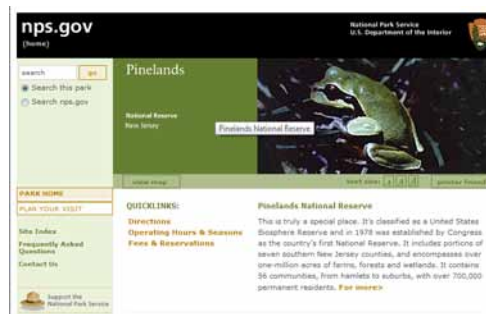 nps.gov
(home)
National Park Service
U.S. Department of the Interior
search
go
Search this park
Search nps.gov
Pinelands
National Reserve
New Jersey
Pinelands National Reserve
view map
text size:
printer friendly
PARK HOME
PLAN YOUR VISIT
Site Index
Frequently Asked
Questions
Contact Us
Support the
National Park Service
QUICKLINKS:
Directions
Operating Hours & Seasons
Fees & Reservations
Pinelands National Reserve
This is truly a special place. It's classified as a United States
Biosphere Reserve and in 1978 was established by Congress
as the country's first National Reserve. It includes portions of
seven southern New Jersey counties, and encompasses over
one-million acres of farms, forests and wetlands. It contains
56 communities, from hamlets to suburbs, with over 700,000
permanent residents. For more>